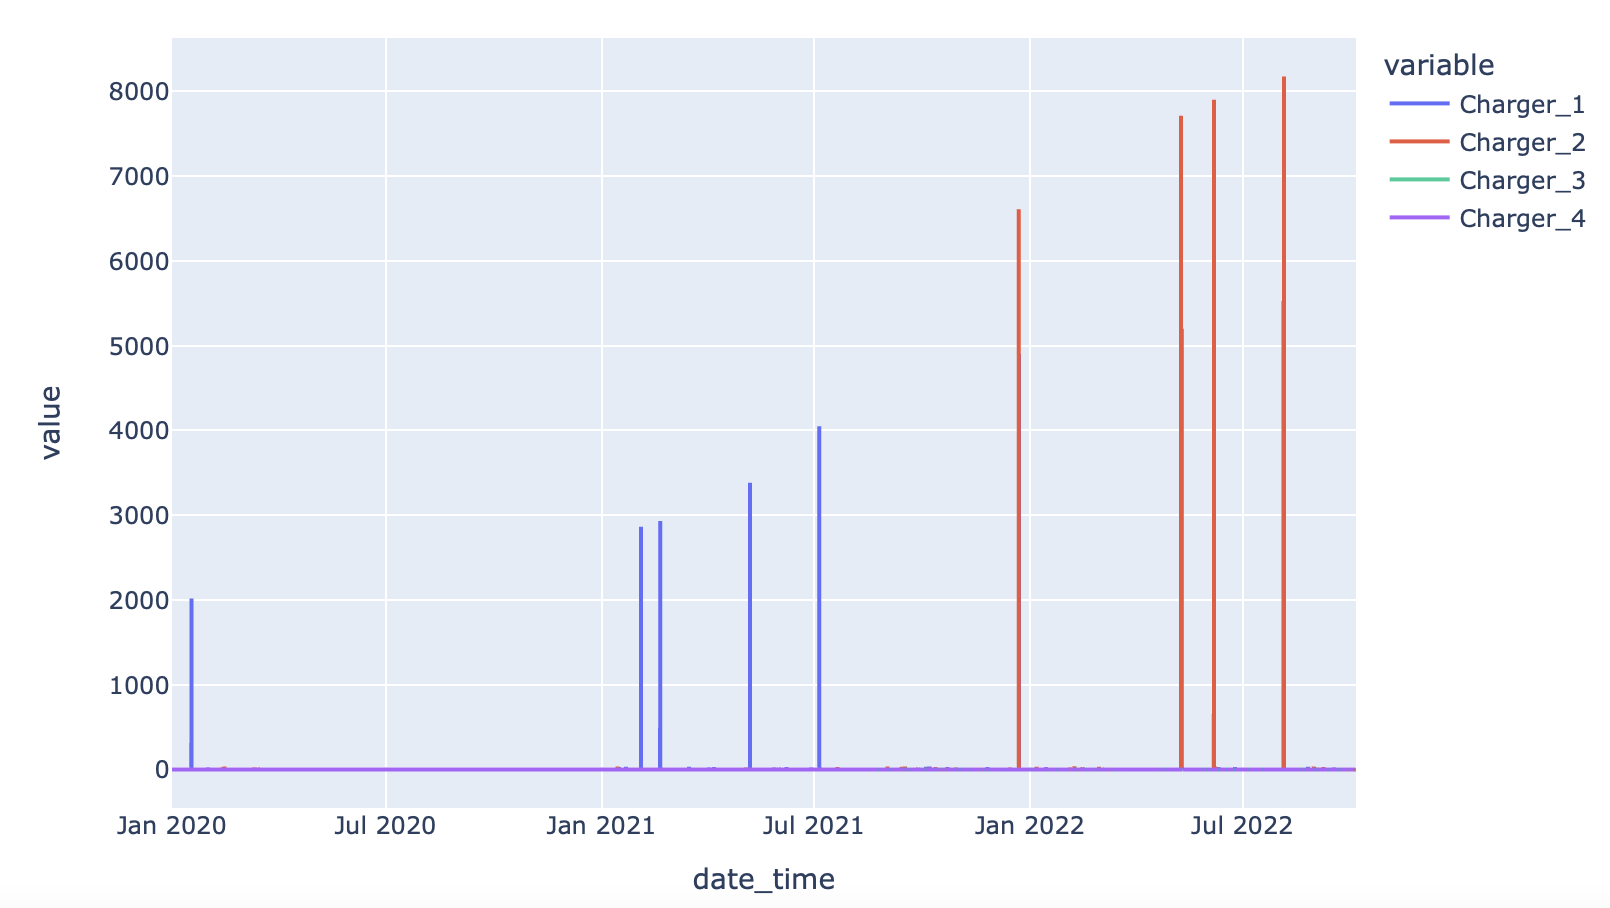 variable
Charger_1
Charger_2
Charger_3
Charger_4
8000
7000
6000
5000
4000
3000
2000
1000
0
value
Jan 2020 Jul 2020 Jan 2021 Jul 2021 Jan 2022 Jul 2022
date_time